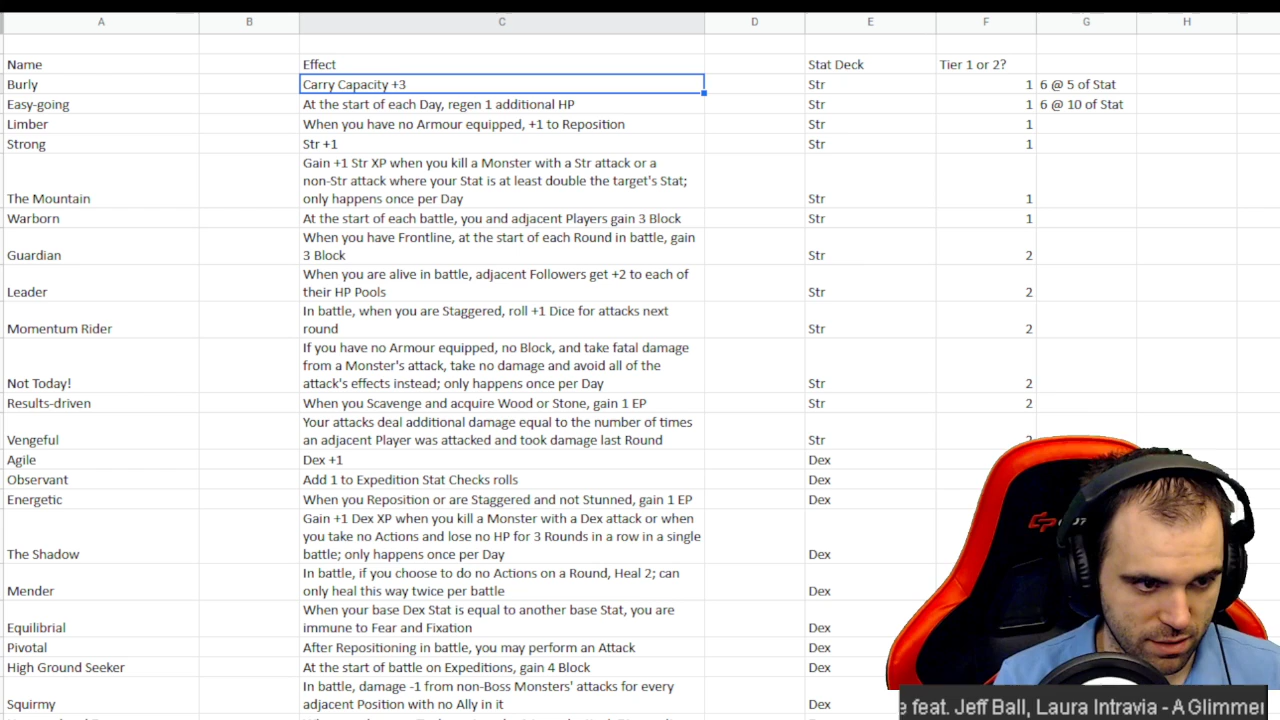 A B C D E F G H
Name Effect Stat Deck Tier 1 or 2?
Burly Carry Capacity +3 Str 1 6 @ 5 of Stat
Easy-going At the start of each Day, regen 1 additional HP Str 1 6 @ 10 of Stat
Limber When you have no Armour equipped, +1 to Reposition Str 1
Strong Str +1 Str 1
Gain +1 Str XP when you kill a Monster with a Str attack or a
non-Str attack where your Stat is at least double the target's Stat;
The Mountain only happens once per Day Str 1
Warborn At the start of each battle, you and adjacent Players gain 3 Block Str 1
When you have Frontline, at the start of each Round in battle, gain
Guardian 3 Block Str 2
When you are alive in battle, adjacent Followers get +2 to each of
Leader their HP Pools Str 2
In battle, when you are Staggered, roll +1 Dice for attacks next
Momentum Rider round Str 2
If you have no Armour equipped, no Block, and take fatal damage
from a Monster's attack, take no damage and avoid all of the
Not Today! attack's effects instead; only happens once per Day Str 2
Results-driven When you Scavenge and acquire Wood or Stone, gain 1 EP Str 2
Your attacks deal additional damage equal to the number of times
Vengeful an adjacent Player was attacked and took damage last Round Str 2
Agile Dex +1 Dex
Observant Add 1 to Expedition Stat Checks rolls Dex
Energetic When you Reposition or are Staggered and not Stunned, gain 1 EP Dex
Gain +1 Dex XP when you kill a Monster with a Dex attack or when
you take no Actions and lose no HP for 3 Rounds in a row in a single
The Shadow battle; only happens once per Day Dex
In battle, if you choose to do no Actions on a Round, Heal 2; can
Mender only heal this way twice per battle Dex
When your base Dex Stat is equal to another base Stat, you are
Equilibrial immune to Fear and Fixation Dex
Pivotal After Repositioning in battle, you may perform an Attack Dex
High Ground Seeker At the start of battle on Expeditions, gain 4 Block Dex
In battle, damage -1 from non-Boss Monsters' attacks for every
Squirmy adjacent Position with no Ally in it Dex
e feat. Jeff Ball, Laura Intravia - A Glimmer